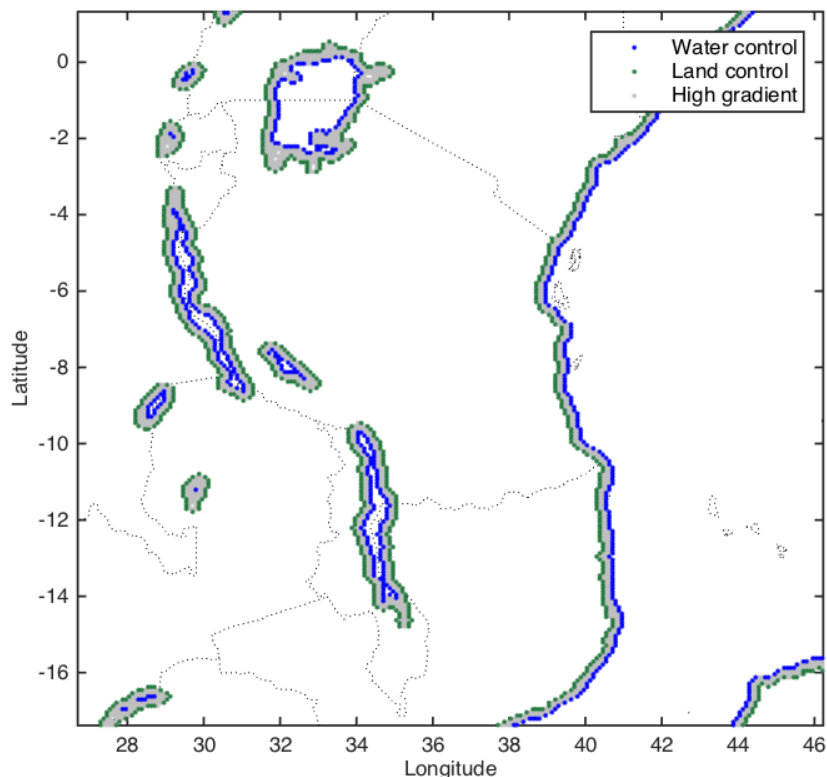 Water control
Land control
High gradient
0
-2
-4
-6
-8
-10
-12
-14
-16
Latitude
28 30 32 34 36 38 40 42 44 46
Longitude